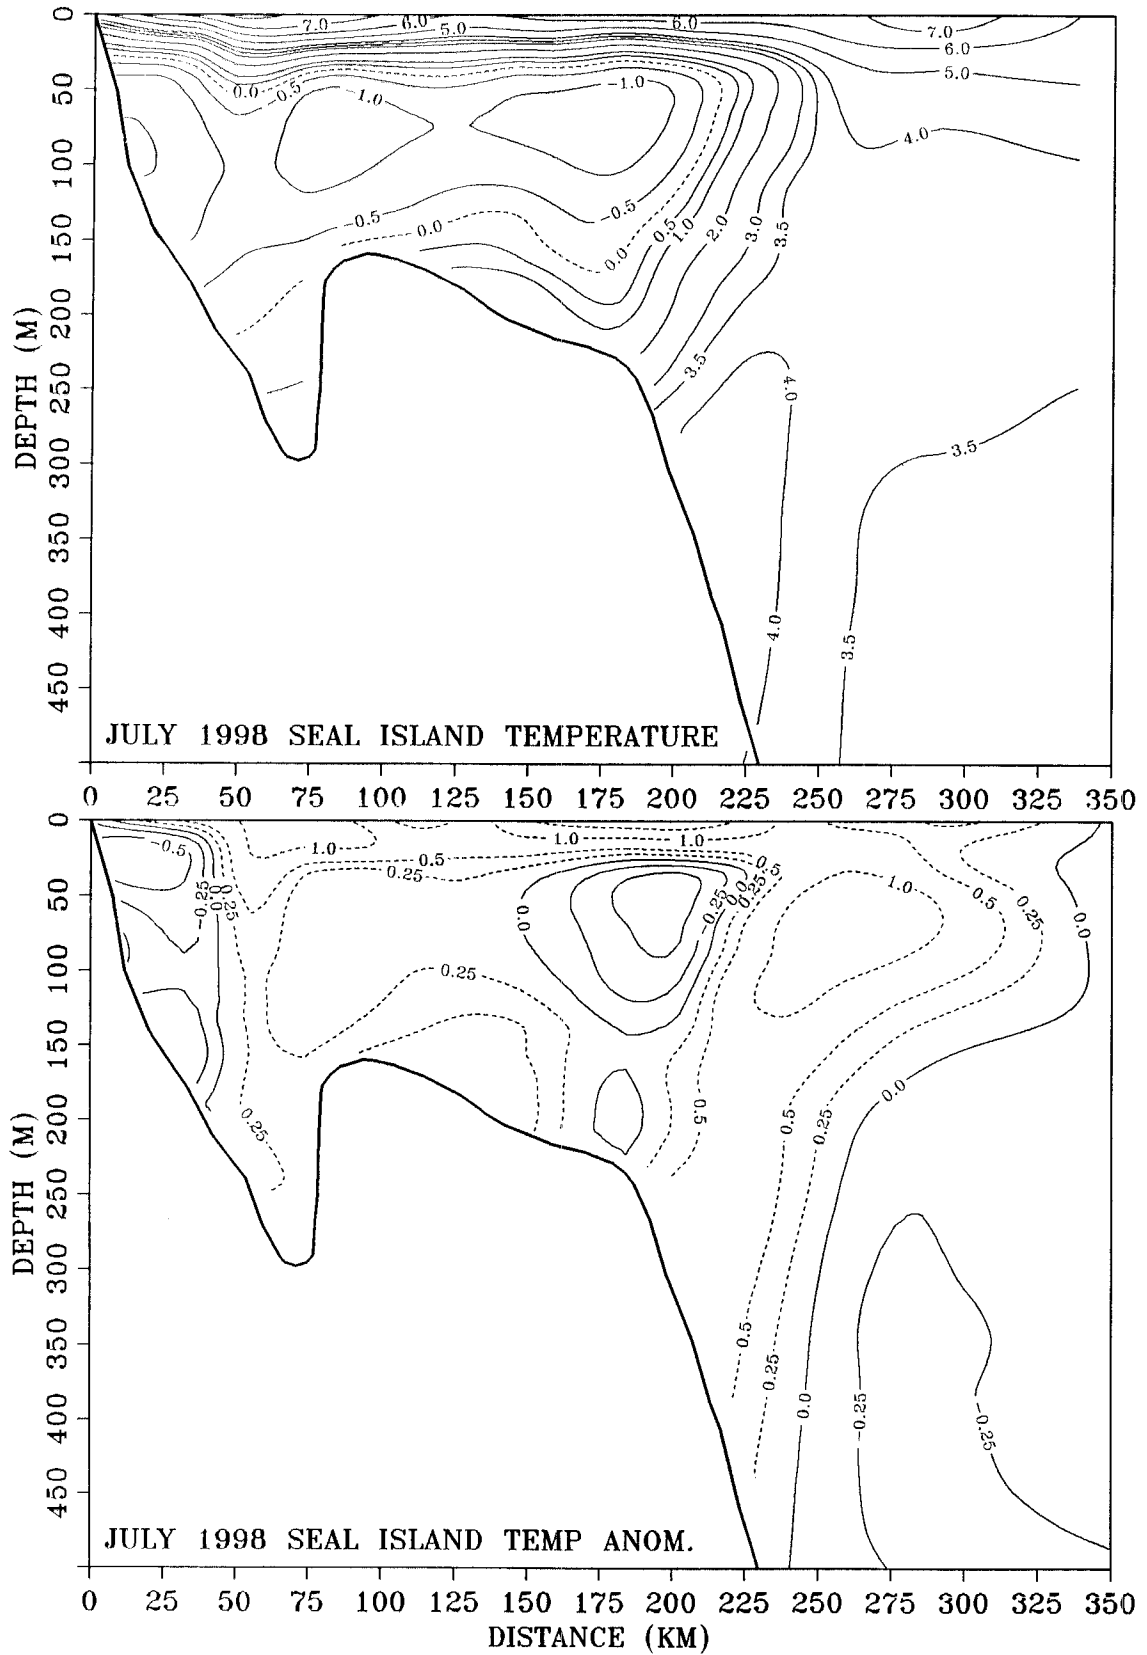 0
50
100
150
200
250
300
350
400
450
DEPTH (M)
7.0 6.0 5.0 6.0 7.0
6.0
5.0
0.0 -0.5 -1.0 -1.0
4.0
-0.5 -0.5
0.0 0.0 0.5 1.0 2.0 3.0 3.5
3.5 4.0
3.5
4.0 3.5
JULY 1998 SEAL ISLAND TEMPERATURE
0 25 50 75 100 125 150 175 200 225 250 275 300 325 350
0
50
100
150
200
250
300
350
400
450
DEPTH (M)
-0.5 1.0 0.5 1.0 1.0 0.5
0.25
-0.25 0.0 0.25 0.0 -0.25 0.0 0.25 1.0 0.5 0.25 0.0
0.25
0.25 0.5 0.5 0.25 0.0
0.5 0.25 0.0 -0.25 -0.25
JULY 1998 SEAL ISLAND TEMP ANOM.
0 25 50 75 100 125 150 175 200 225 250 275 300 325 350
DISTANCE (KM)